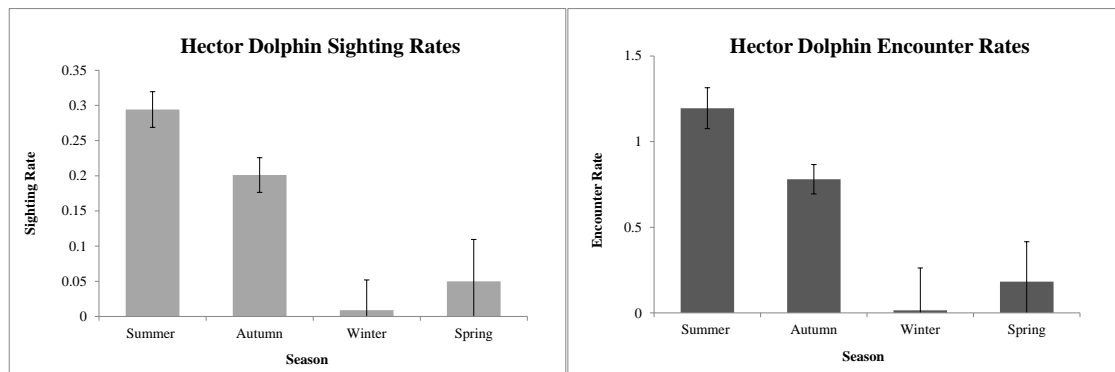 Hector Dolphin Sighting Rates
0.35
0.3
0.25
0.2
0.15
0.1
0.05
0
Sighting Rate
Summer Autumn Winter Spring
Season
Hector Dolphin Encounter Rates
1.5
1
0.5
0
Encounter Rate
Summer Autumn Winter Spring
Season